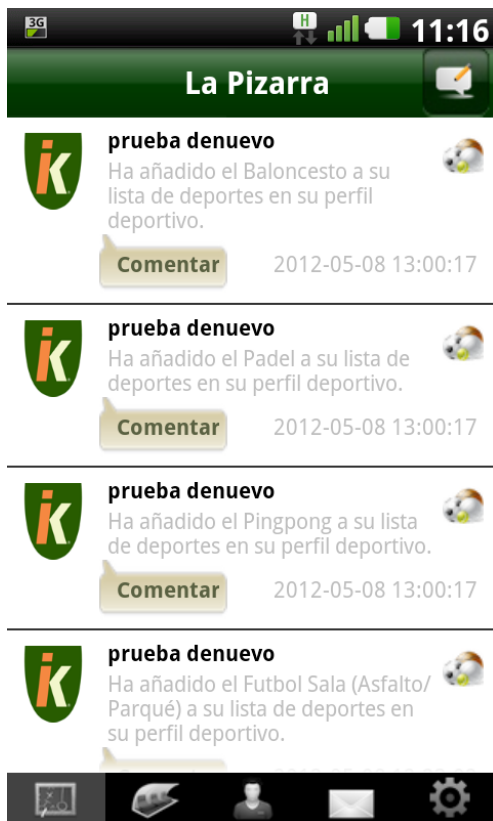 3G
H
11:16
La Pizarra
iK
prueba denuevo
Ha añadido el Baloncesto a su
lista de deportes en su perfil
deportivo.
Comentar 2012-05-08 13:00:17
iK
prueba denuevo
Ha añadido el Padel a su lista de
deportes en su perfil deportivo.
Comentar 2012-05-08 13:00:17
iK
prueba denuevo
Ha añadido el Pingpong a su lista
de deportes en su perfil deportivo.
Comentar 2012-05-08 13:00:17
iK
prueba denuevo
Ha añadido el Futbol Sala (Asfalto/
Parqué) a su lista de deportes en
su perfil deportivo.